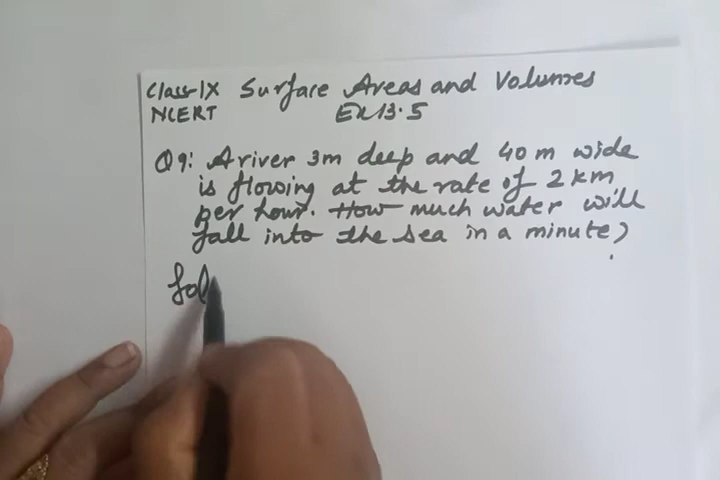 Class-IX Surface Areas and Volumes
NCERT Ex 13.5
Q 9: A river 3m deep and 40 m wide
is flowing at the rate of 2 km
per hour. How much water will
fall into the sea in a minute?
Sol